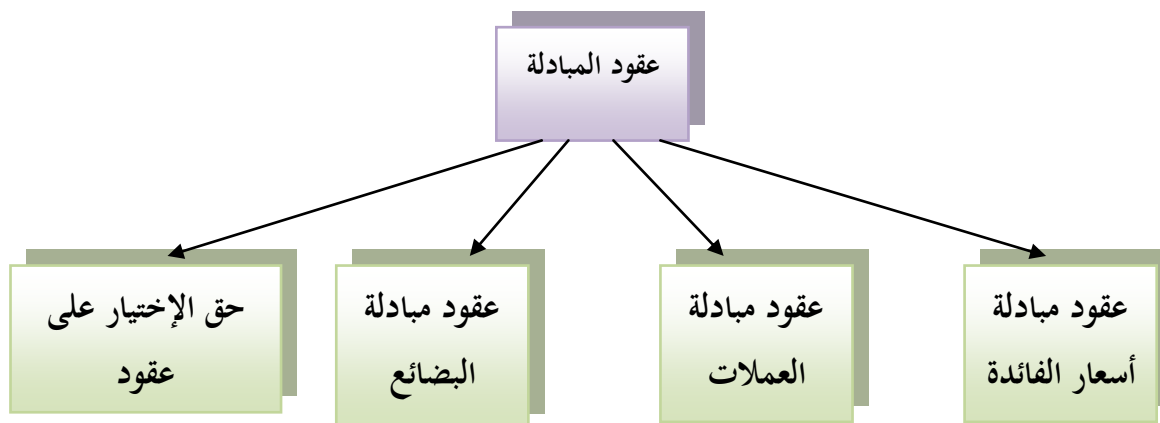 عقود المبادلة
عقود مبادلة
أسعار الفائدة
عقود مبادلة
العملات
عقود مبادلة
البضائع
حق الإختيار على
عقود